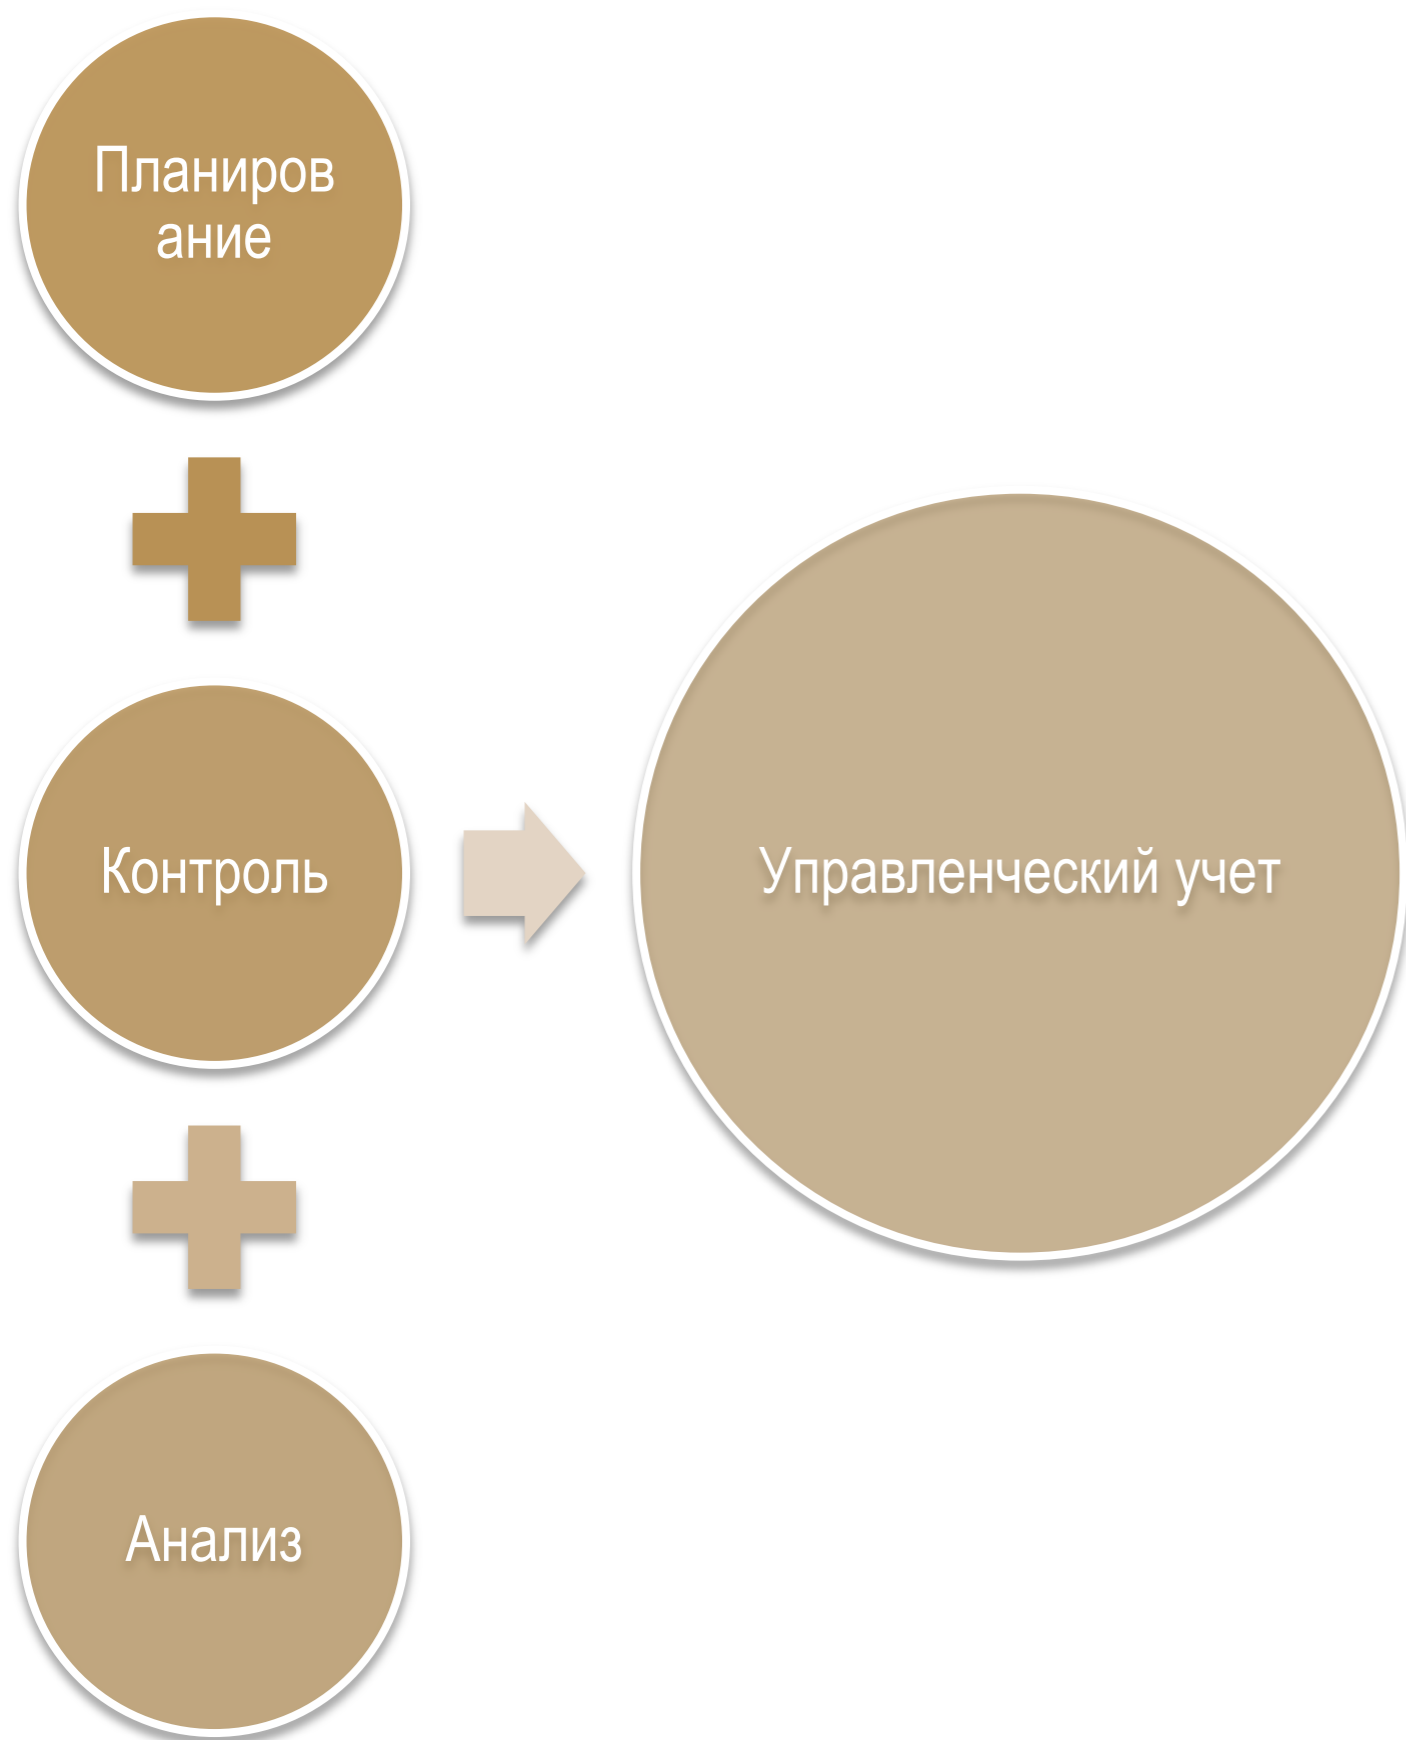 Планиров
ание
Контроль
Управленческий учет
Анализ